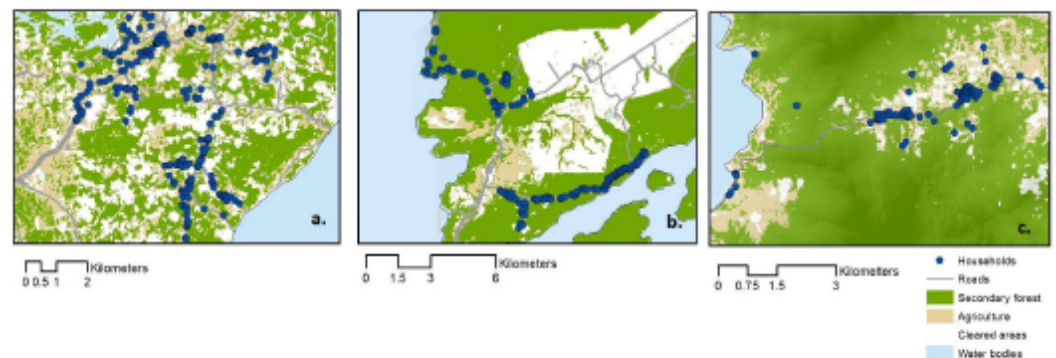 a.
b.
c.
Kilometers
0 0.5 1 2
Kilometers
0 1.5 3 6
Kilometers
0 0.75 1.5 3
Households
Roads
Secondary forest
Agriculture
Cleared areas
Water bodies